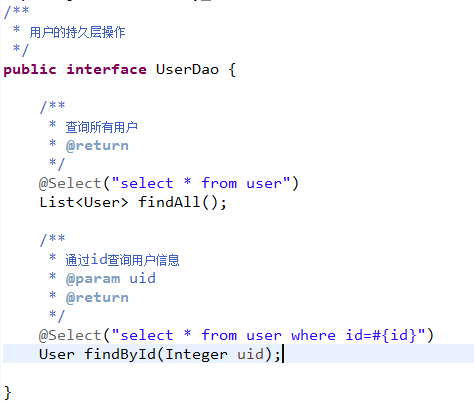 /**
 * 用户的持久层操作
 */
public interface UserDao {
    /**
     * 查询所有用户
     * @return
     */
    @Select("select * from user")
    List<User> findAll();
    /**
     * 通过id查询用户信息
     * @param uid
     * @return
     */
    @Select("select * from user where id=#{id}")
    User findById(Integer uid);
}